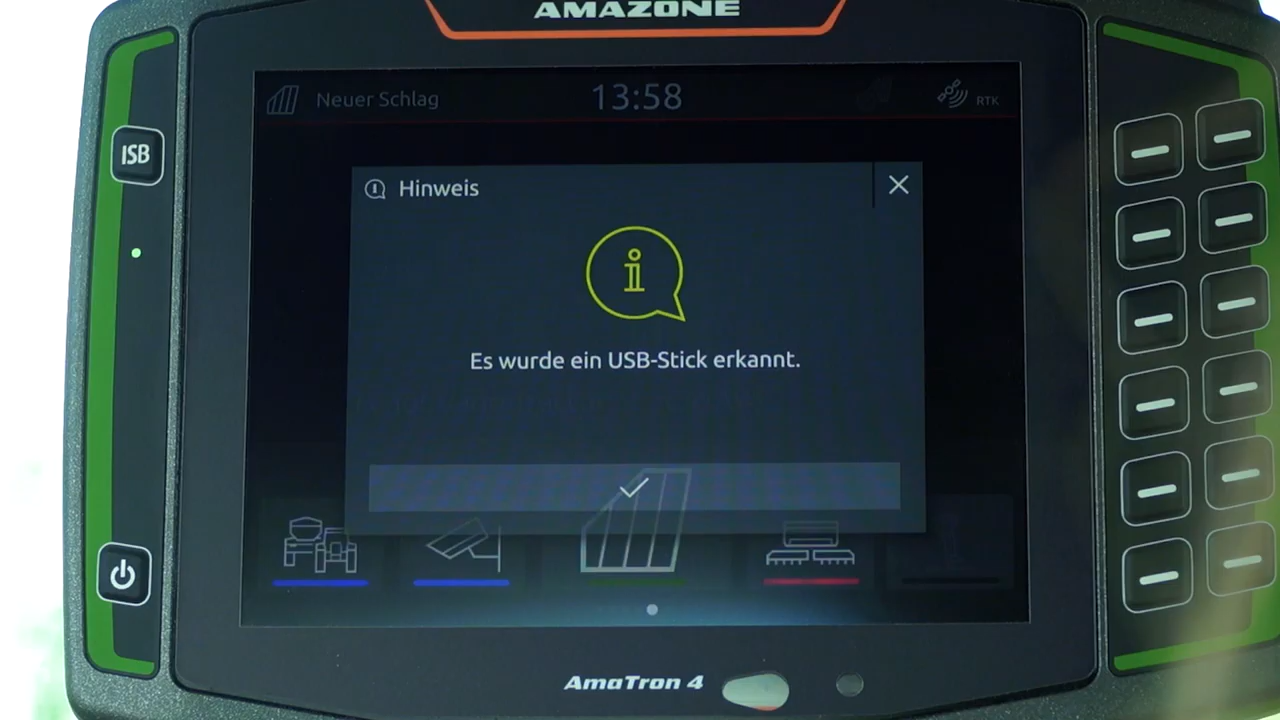 AMAZONE
Neuer Schlag
13:58
RTK
ISB
Hinweis
Es wurde ein USB-Stick erkannt.
AmaTron 4